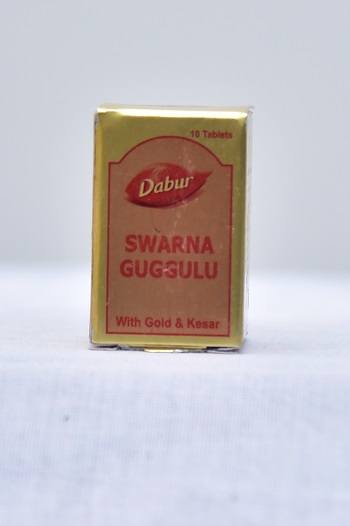 10 Tablets
Dabur
SWARNA
GUGGULU
With Gold & Kesar